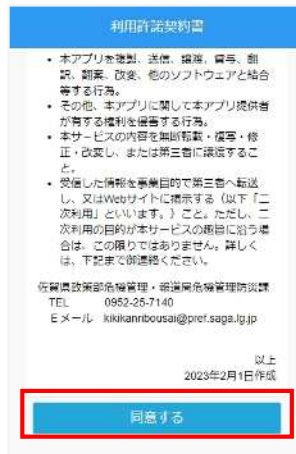 利用許諾契約書
• 本アプリを複製、送信、譲渡、貸与、翻
訳、翻案、改変、他のソフトウェアと結合
等する行為。
• その他、本アプリに関して本アプリ提供者
が有する権利を侵害する行為。
• 本サービスの内容を無断転載・複写・修
正・改変し、または第三者に譲渡するこ
と。
• 受信した情報を事業目的で第三者へ転送
し、又はWebサイトに掲示する（以下「二
次利用」といいます。）こと。ただし、二
次利用の目的が本サービスの趣旨に沿う場
合は、この限りではありません。詳しく
は、下記まで御連絡ください。
佐賀県政策部危機管理・報道局危機管理防災課
TEL 0952-25-7140
Eメール kikikanribousai@pref.saga.lg.jp
以上
2023年2月1日作成
同意する